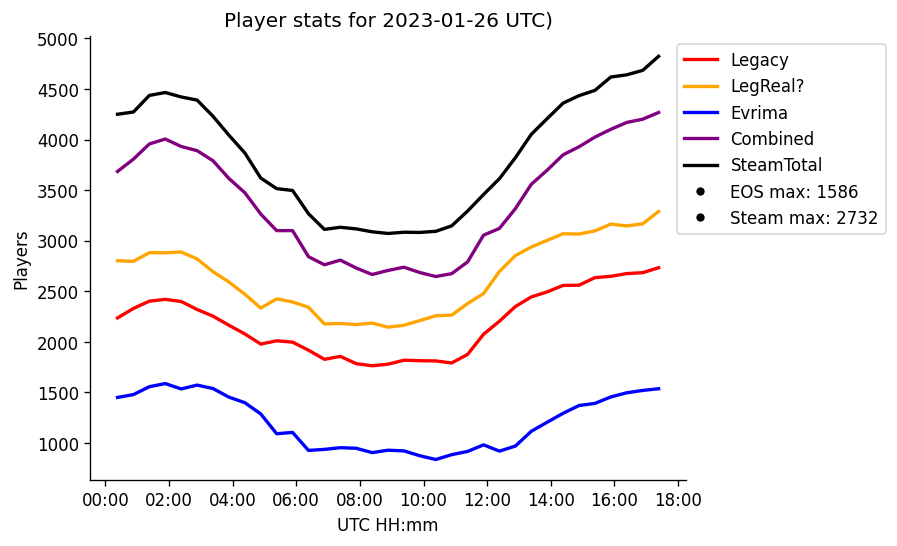 Player stats for 2023-01-26 UTC)
5000
4500
4000
3500
3000
2500
2000
1500
1000
Players
00:00 02:00 04:00 06:00 08:00 10:00 12:00 14:00 16:00 18:00
UTC HH:mm
Legacy
LegReal?
Evrima
Combined
SteamTotal
EOS max: 1586
Steam max: 2732